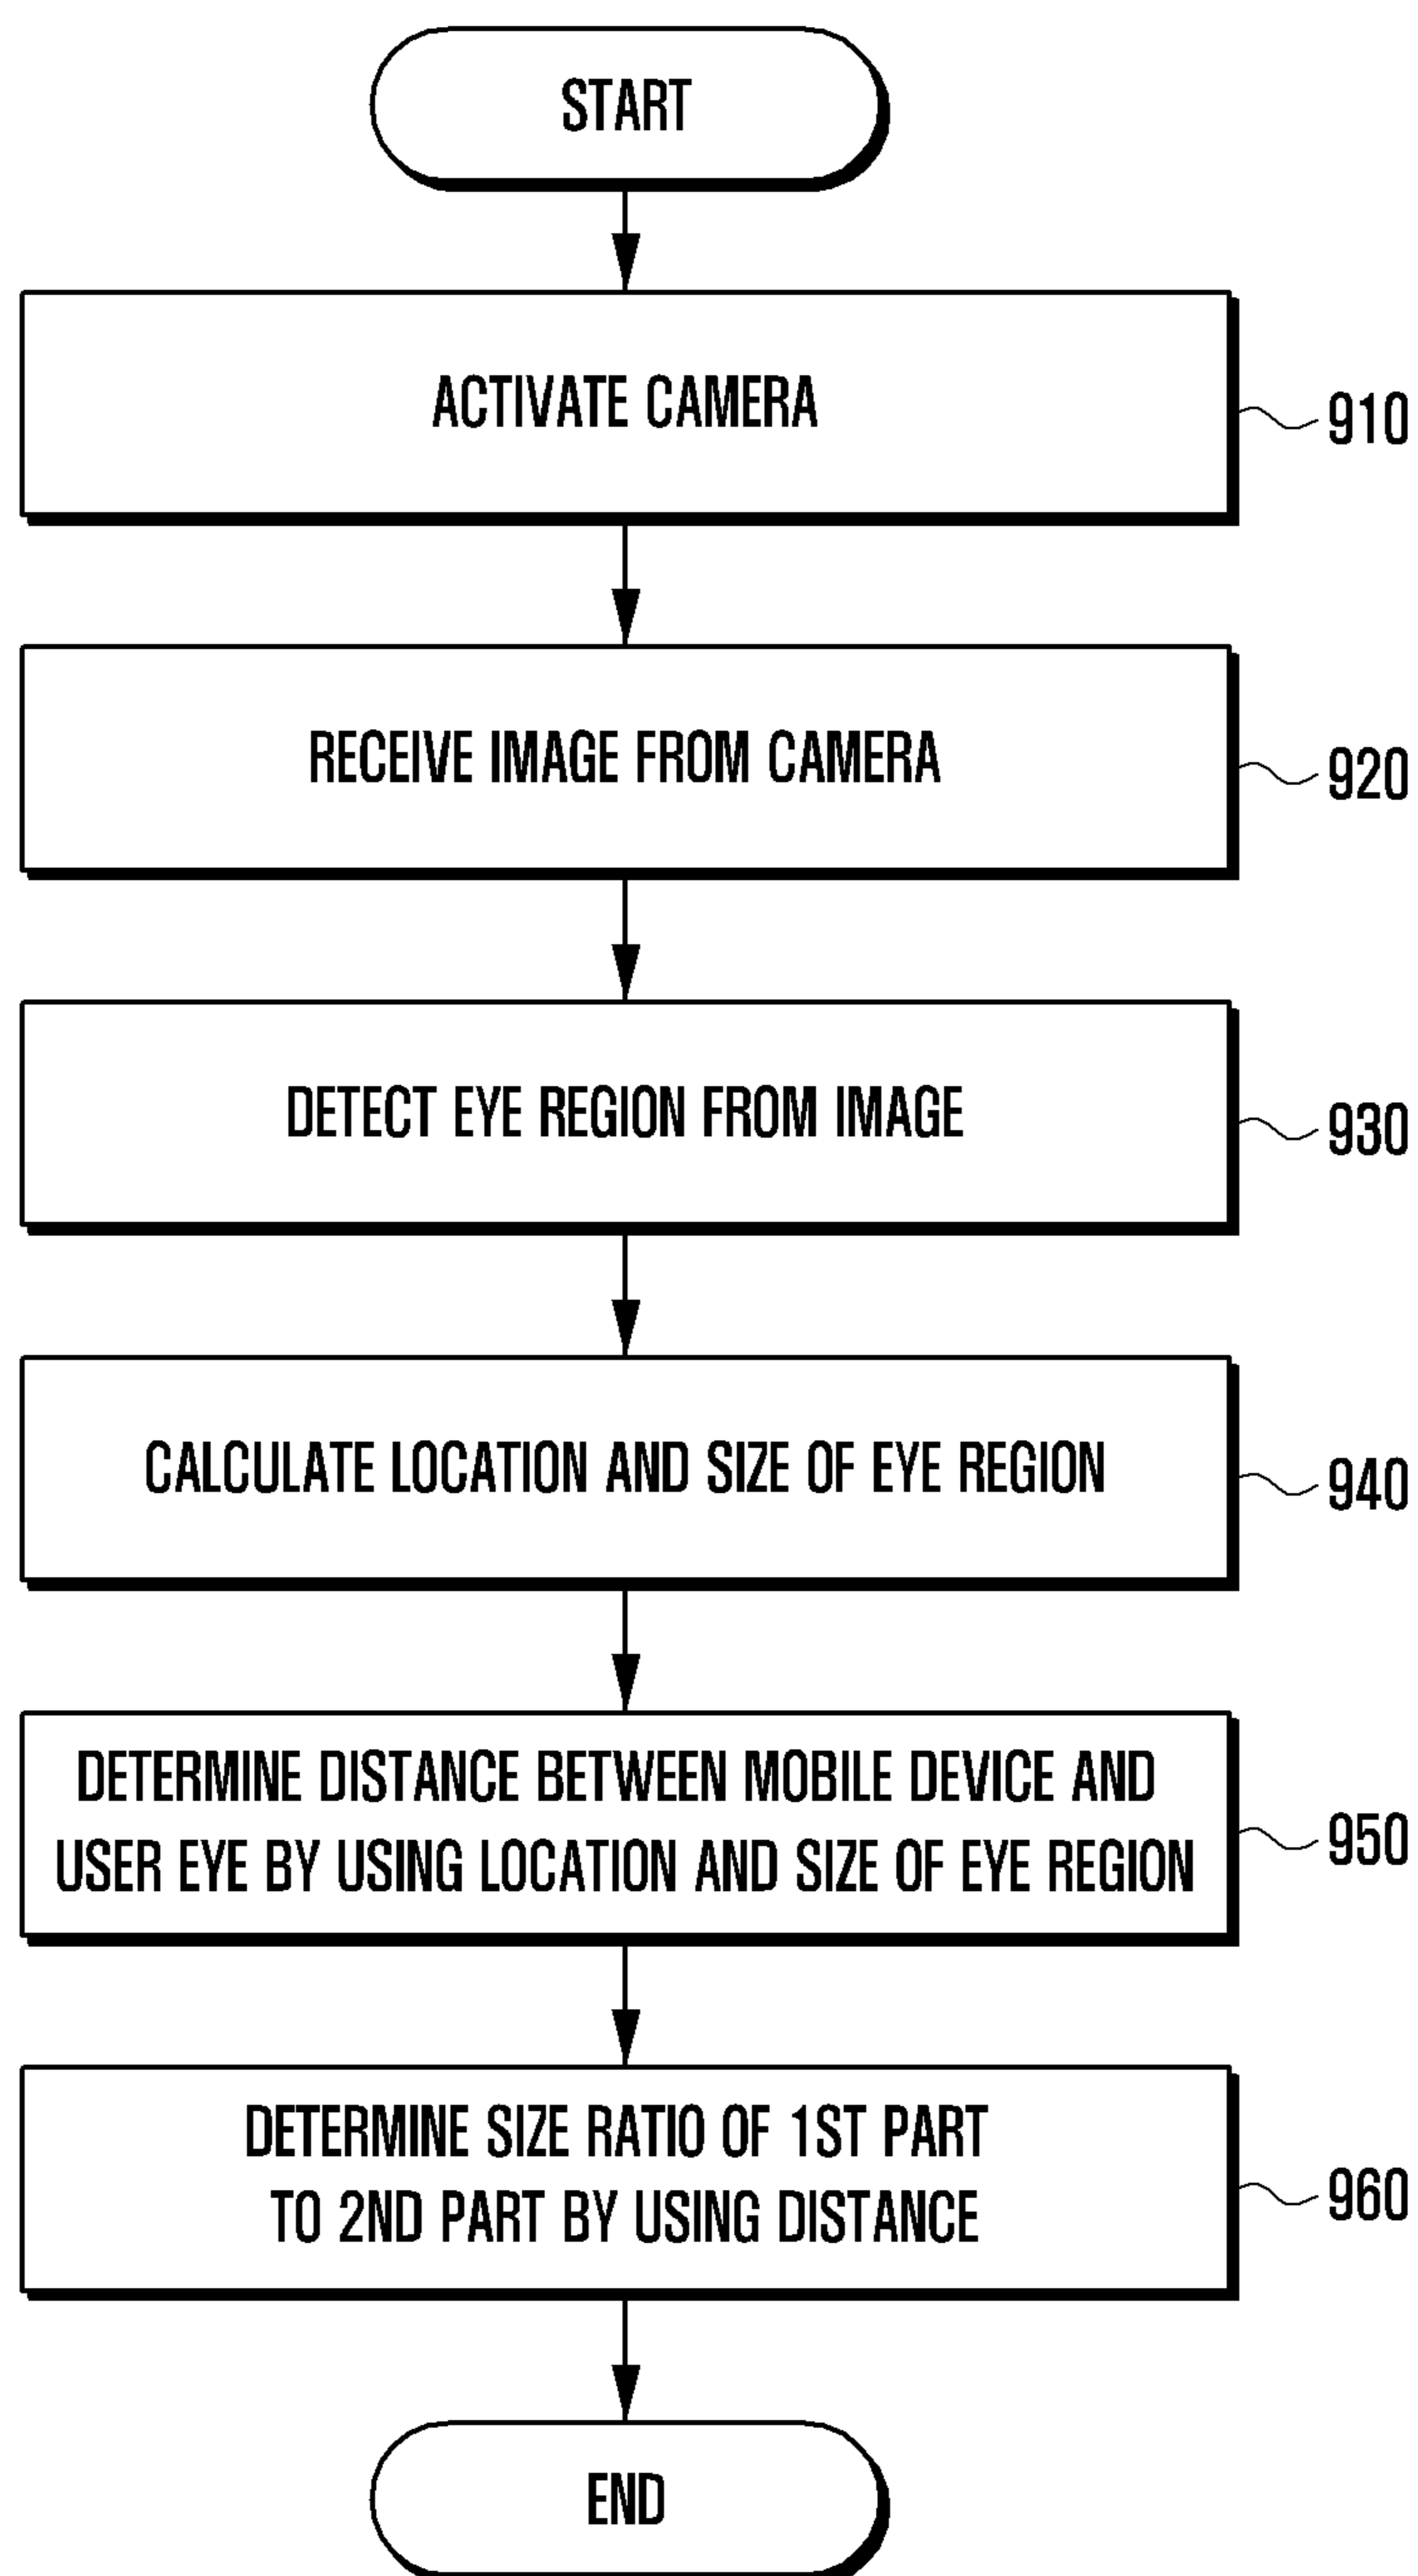 START
ACTIVATE CAMERA
910
RECEIVE IMAGE FROM CAMERA
920
DETECT EYE REGION FROM IMAGE
930
CALCULATE LOCATION AND SIZE OF EYE REGION
940
DETERMINE DISTANCE BETWEEN MOBILE DEVICE AND
USER EYE BY USING LOCATION AND SIZE OF EYE REGION
950
DETERMINE SIZE RATIO OF 1ST PART
TO 2ND PART BY USING DISTANCE
960
END